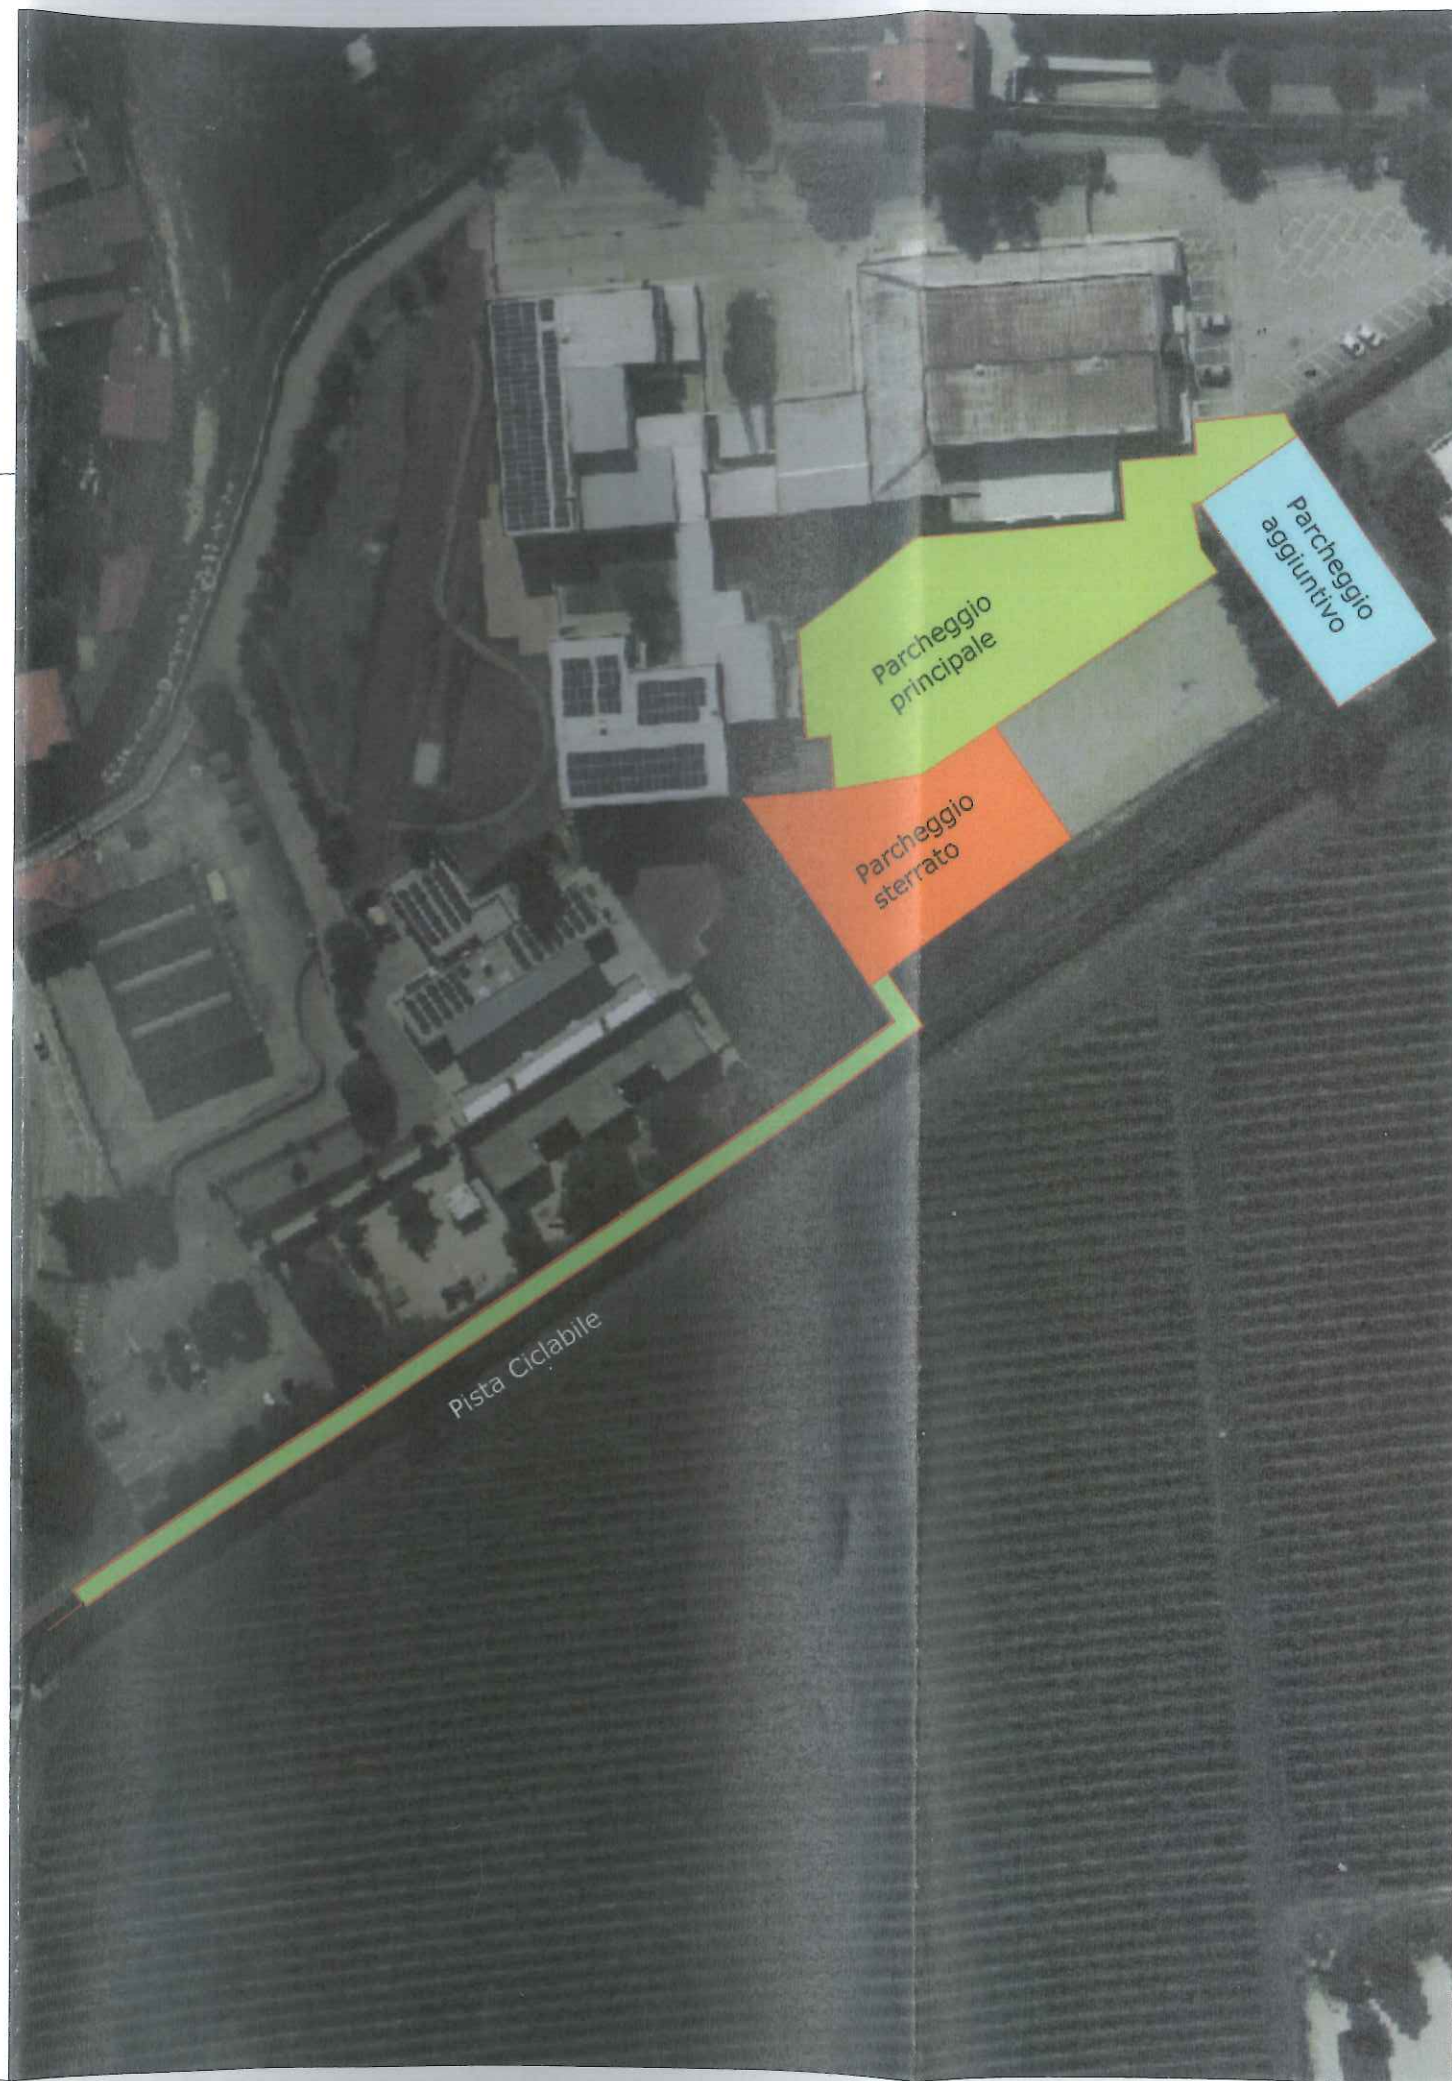 Parcheggio
aggiuntivo
Parcheggio
principale
Parcheggio
sterrato
Pista Ciclabile